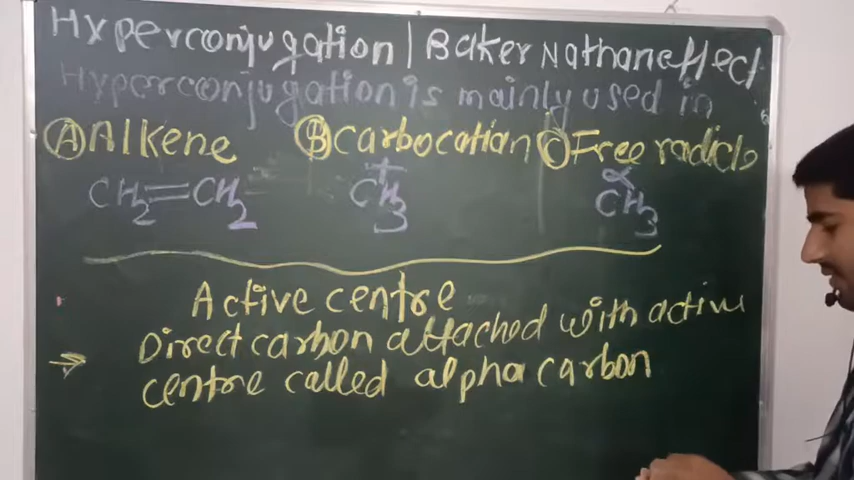 Hyperconjugation | Baker Nathan effect
Hyperconjugation is mainly used in
Ⓐ Alkene Ⓑ Carbocation Ⓒ Free radicle
CH2=CH2 +CH3 CH3
Active centre
→ Direct carbon attached with active
centre called alpha carbon